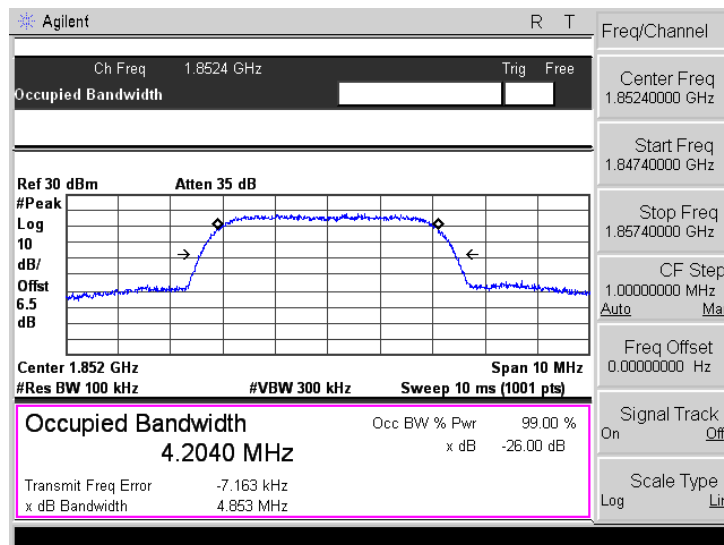 Agilent R T
Ch Freq 1.8524 GHz Trig Free
Occupied Bandwidth
Ref 30 dBm Atten 35 dB
#Peak
Log
10
dB/
Offst
6.5
dB
Center 1.852 GHz Span 10 MHz
#Res BW 100 kHz #VBW 300 kHz Sweep 10 ms (1001 pts)
Occupied Bandwidth Occ BW % Pwr 99.00 %
4.2040 MHz x dB -26.00 dB
Transmit Freq Error -7.163 kHz
x dB Bandwidth 4.853 MHz
Freq/Channel
Center Freq
1.85240000 GHz
Start Freq
1.84740000 GHz
Stop Freq
1.85740000 GHz
CF Step
1.00000000 MHz
Auto Ma
Freq Offset
0.00000000 Hz
Signal Track
On Off
Scale Type
Log Lin